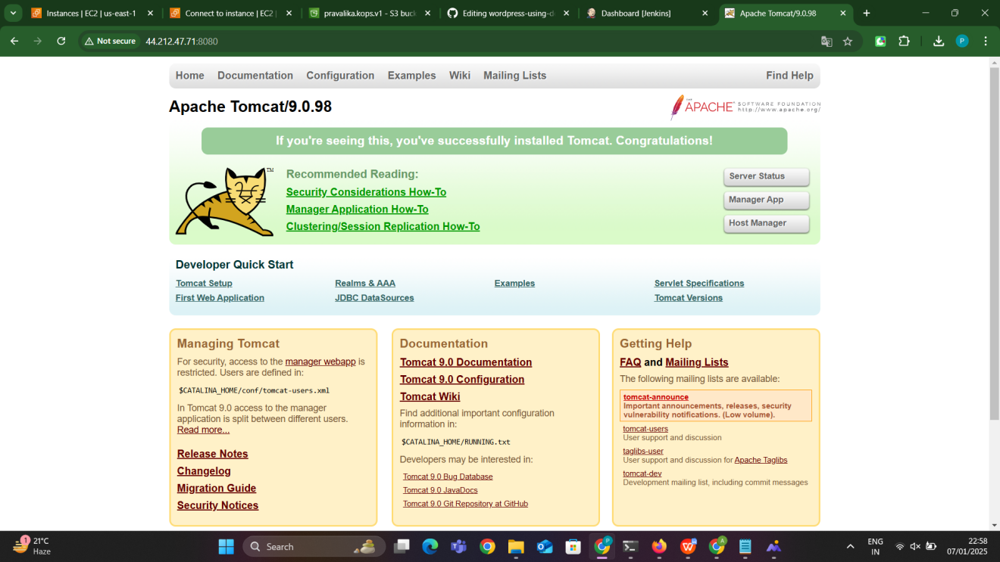 Instances | EC2 | us-east-1
Connect to instance | EC2 |
pravalika.kops.v1 - S3 buck
Editing wordpress-using-d
Dashboard [Jenkins]
Apache Tomcat/9.0.98
Not secure
44.212.47.71:8080
P
Home
Documentation
Configuration
Examples
Wiki
Mailing Lists
Find Help
Apache Tomcat/9.0.98
THE
APACHE
SOFTWARE FOUNDATION
http://www.apache.org/
If you're seeing this, you've successfully installed Tomcat. Congratulations!
TM
Recommended Reading:
Security Considerations How-To
Manager Application How-To
Clustering/Session Replication How-To
Server Status
Manager App
Host Manager
Developer Quick Start
Tomcat Setup
First Web Application
Realms & AAA
JDBC DataSources
Examples
Servlet Specifications
Tomcat Versions
Managing Tomcat
For security, access to the manager webapp is
restricted. Users are defined in:
$CATALINA_HOME/conf/tomcat-users.xml
In Tomcat 9.0 access to the manager
application is split between different users.
Read more...
Release Notes
Changelog
Migration Guide
Security Notices
Documentation
Tomcat 9.0 Documentation
Tomcat 9.0 Configuration
Tomcat Wiki
Find additional important configuration
information in:
$CATALINA_HOME/RUNNING.txt
Developers may be interested in:
Tomcat 9.0 Bug Database
Tomcat 9.0 JavaDocs
Tomcat 9.0 Git Repository at GitHub
Getting Help
FAQ and Mailing Lists
The following mailing lists are available:
tomcat-announce
Important announcements, releases, security
vulnerability notifications. (Low volume).
tomcat-users
User support and discussion
taglibs-user
User support and discussion for Apache Taglibs
tomcat-dev
Development mailing list, including commit messages
1
21°C
Haze
Search
P
A
ENG
IN
22:58
07/01/2025